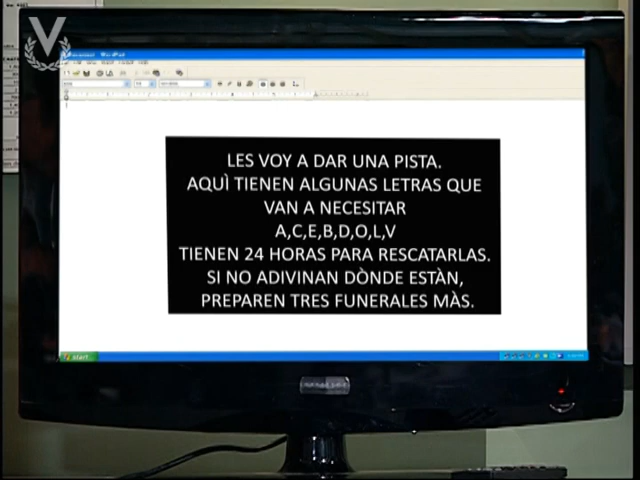 V
LES VOY A DAR UNA PISTA.
AQUÌ TIENEN ALGUNAS LETRAS QUE
VAN A NECESITAR
A,C,E,B,D,O,L,V
TIENEN 24 HORAS PARA RESCATARLAS.
SI NO ADIVINAN DÒNDE ESTÀN,
PREPAREN TRES FUNERALES MÀS.
start